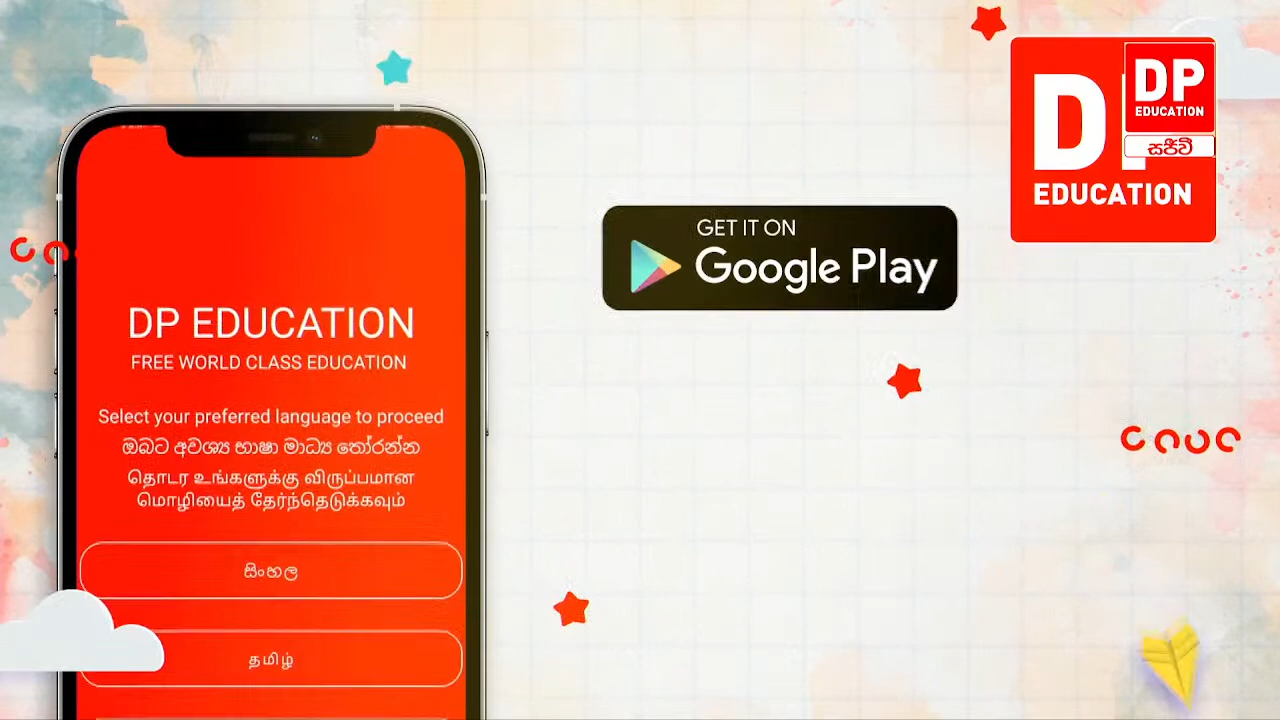 DP EDUCATION
FREE WORLD CLASS EDUCATION
Select your preferred language to proceed
ඔබට අවශ්‍ය භාෂා මාධ්‍ය තෝරන්න
தொடர உங்களுக்கு விருப்பமான
மொழியைத் தேர்ந்தெடுக்கவும்
සිංහල
தமிழ்
GET IT ON
Google Play
EDUCATION
DP
EDUCATION
සජීවී